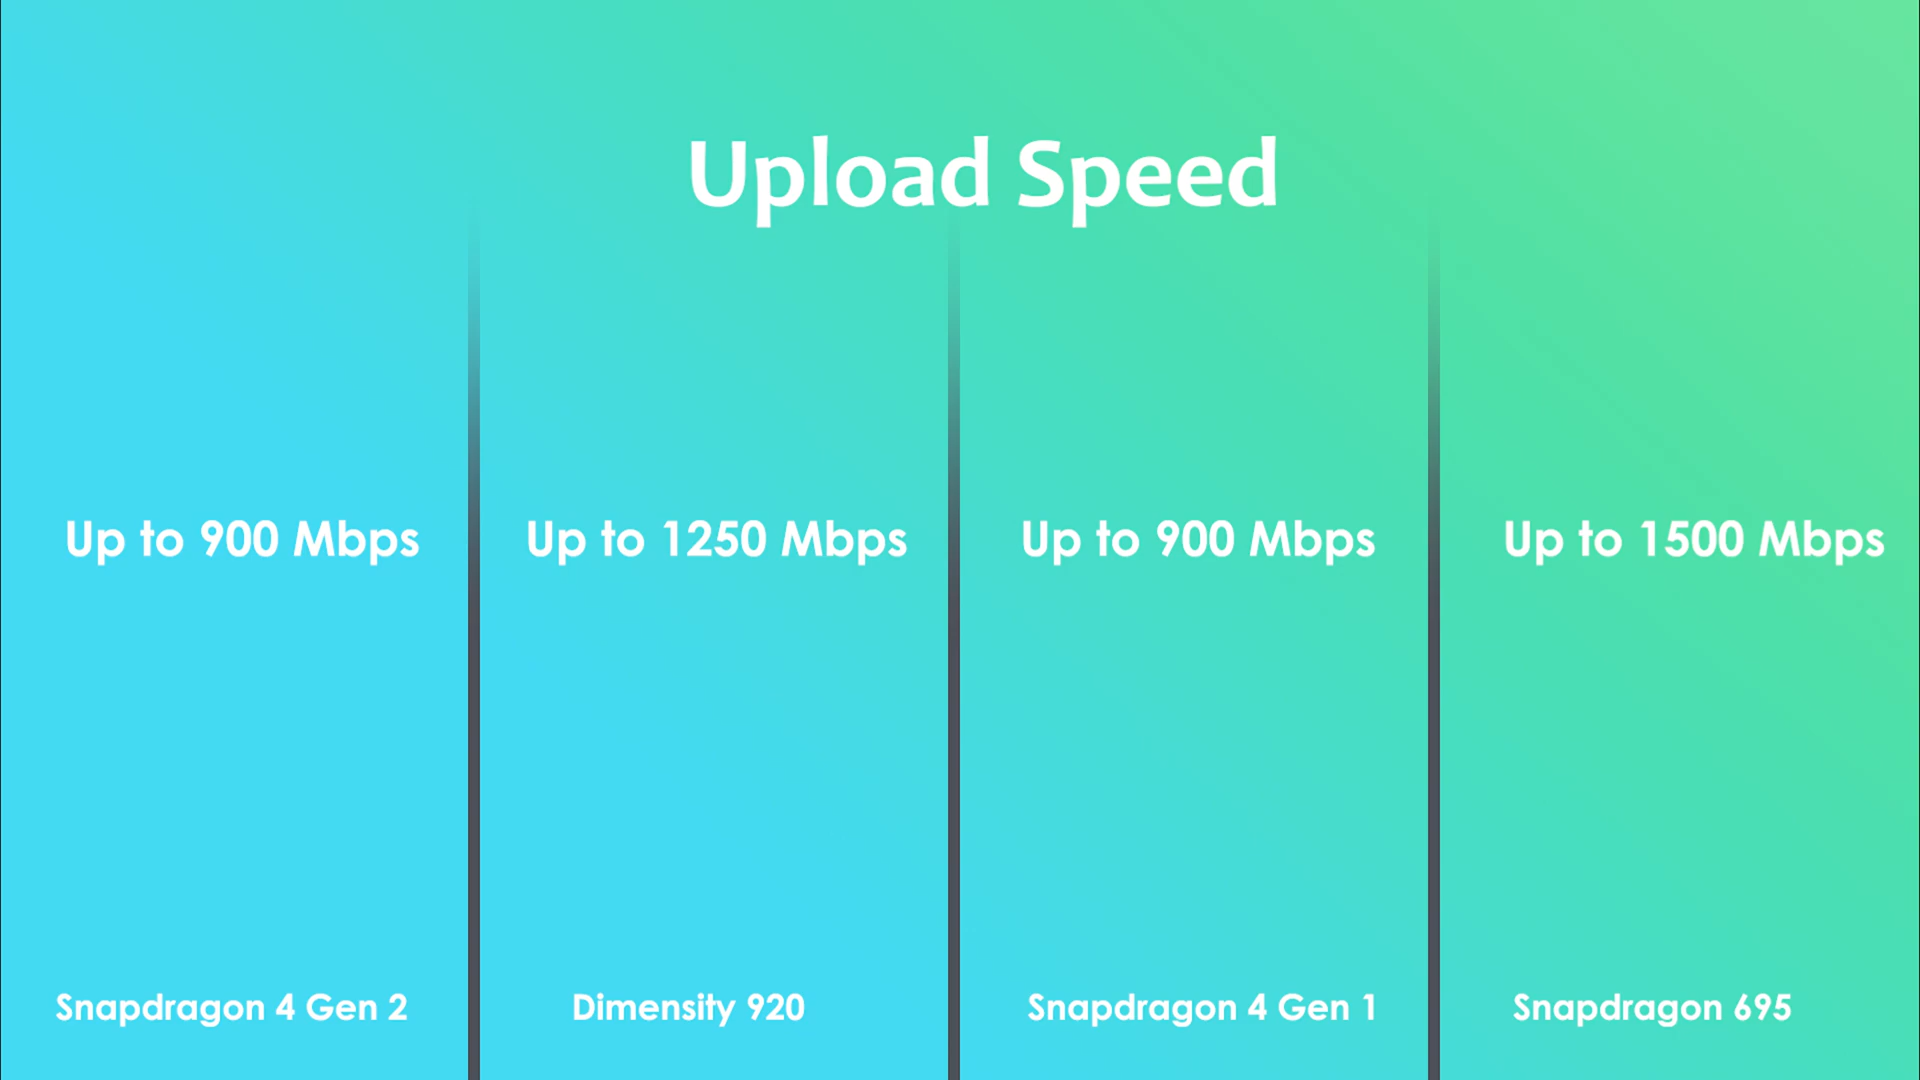 Upload Speed
Up to 900 Mbps
Up to 1250 Mbps
Up to 900 Mbps
Up to 1500 Mbps
Snapdragon 4 Gen 2
Dimensity 920
Snapdragon 4 Gen 1
Snapdragon 695